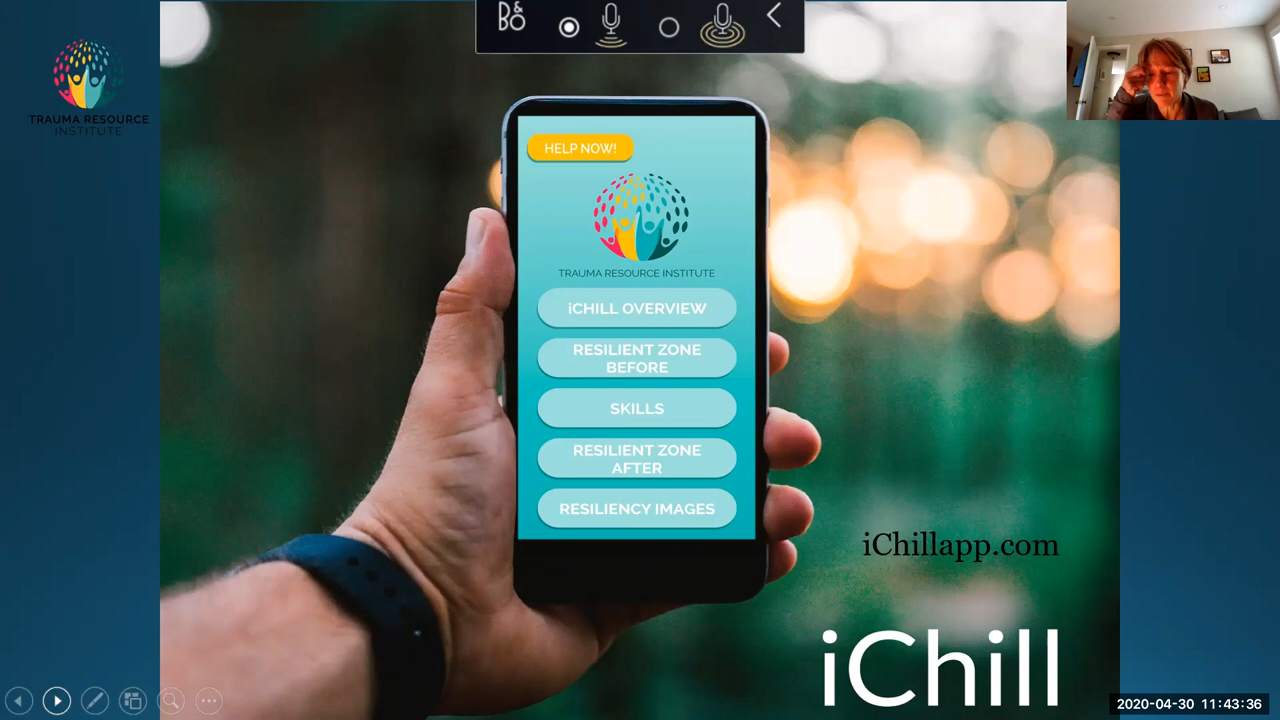 B&O
TRAUMA RESOURCE
INSTITUTE
HELP NOW!
TRAUMA RESOURCE INSTITUTE
iCHILL OVERVIEW
RESILIENT ZONE
BEFORE
SKILLS
RESILIENT ZONE
AFTER
RESILIENCY IMAGES
iChillapp.com
iChill
2020-04-30 11:43:36